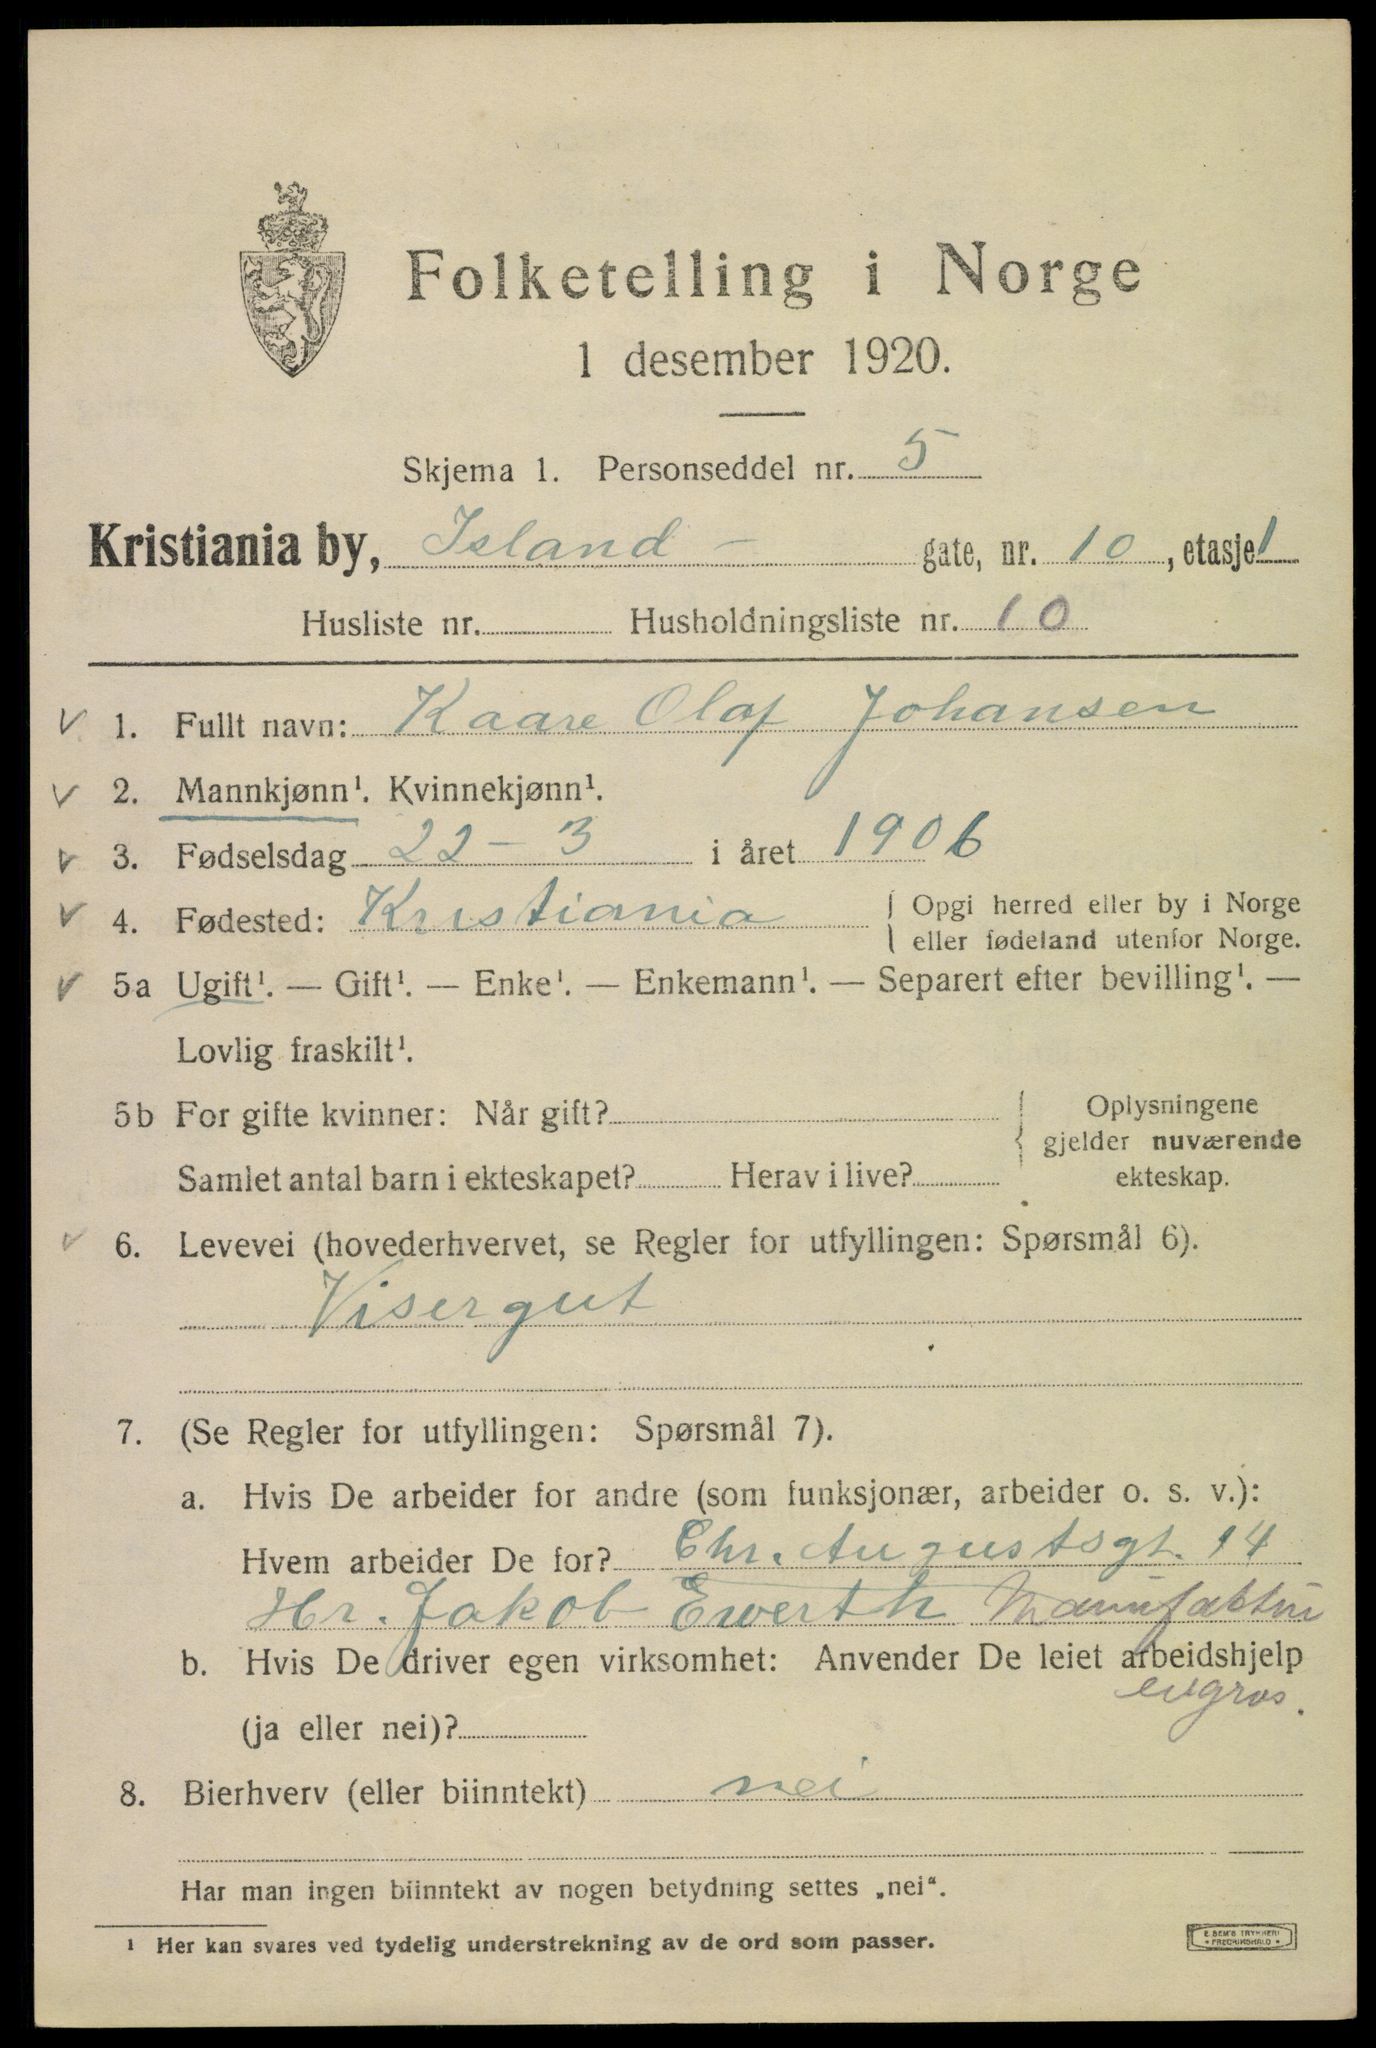 Folketelling i Norge
1 desember 1920.
Skjema 1. Personseddel nr. 5
Kristiania by, Island - gate, nr. 10, etasje 1
Husliste nr. Husholdningsliste nr. 10
1. Fullt navn: Kaare Olaf Johansen
2. Mannkjønn¹. Kvinnekjønn¹.
3. Fødselsdag 22 - 3 i året 1906
4. Fødested: Kristiania { Opgi herred eller by i Norge
eller fødeland utenfor Norge.
5a Ugift¹. — Gift¹. — Enke¹. — Enkemann¹. — Separert efter bevilling¹. —
Lovlig fraskilt¹.
5b For gifte kvinner: Når gift? { Oplysningene
gjelder nuværende
Samlet antal barn i ekteskapet? Herav i live? ekteskap.
6. Levevei (hovederhvervet, se Regler for utfyllingen: Spørsmål 6).
Visergut
7. (Se Regler for utfyllingen: Spørsmål 7).
a. Hvis De arbeider for andre (som funksjonær, arbeider o. s. v.):
Hvem arbeider De for? Chr. Augustsgt. 14
Hr. Jakob Ewerth Manufaktur
b. Hvis De driver egen virksomhet: Anvender De leiet arbeidshjelp
engros.
(ja eller nei)?
8. Bierhverv (eller biinntekt) nei
Har man ingen biinntekt av nogen betydning settes „nei“.
¹ Her kan svares ved tydelig understrekning av de ord som passer.
E. SEM'S TRYKKERI
FREDRIKSHALD